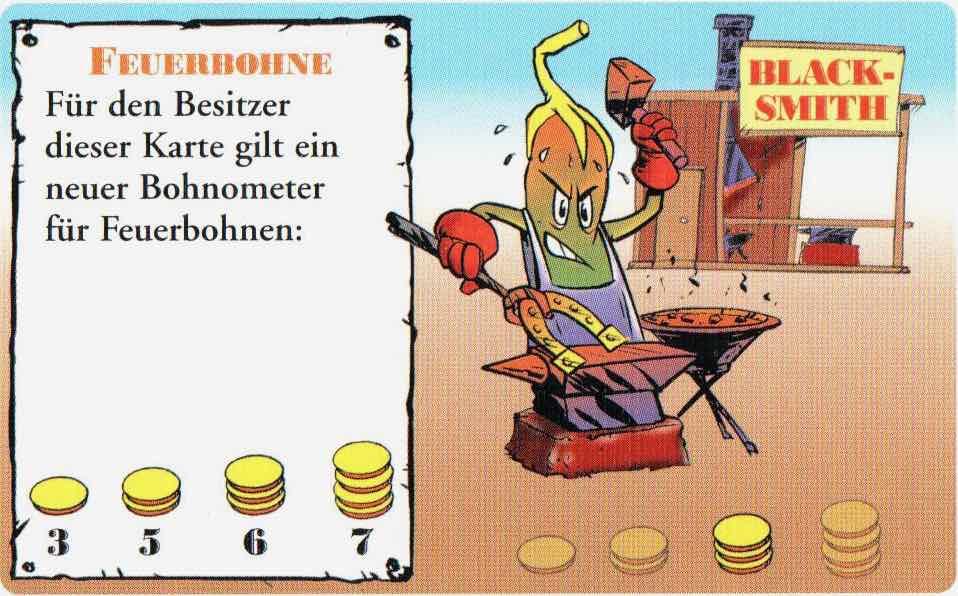 FEUERBOHNE
Für den Besitzer
dieser Karte gilt ein
neuer Bohnometer
für Feuerbohnen:
3 5 6 7
BLACK-
SMITH